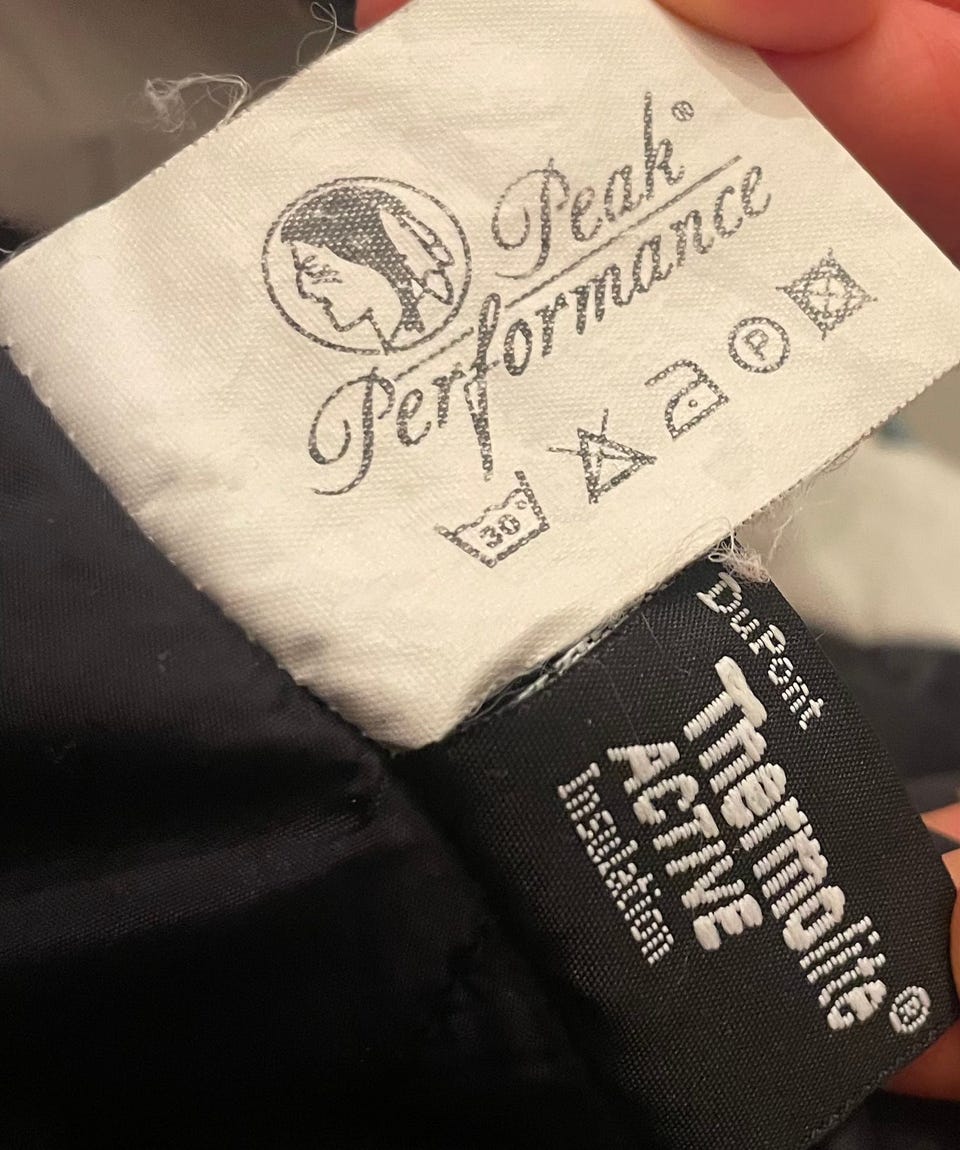 Peak®
Performance
30°
P
DuPont
Thermolite®
ACTIVE
Insulation